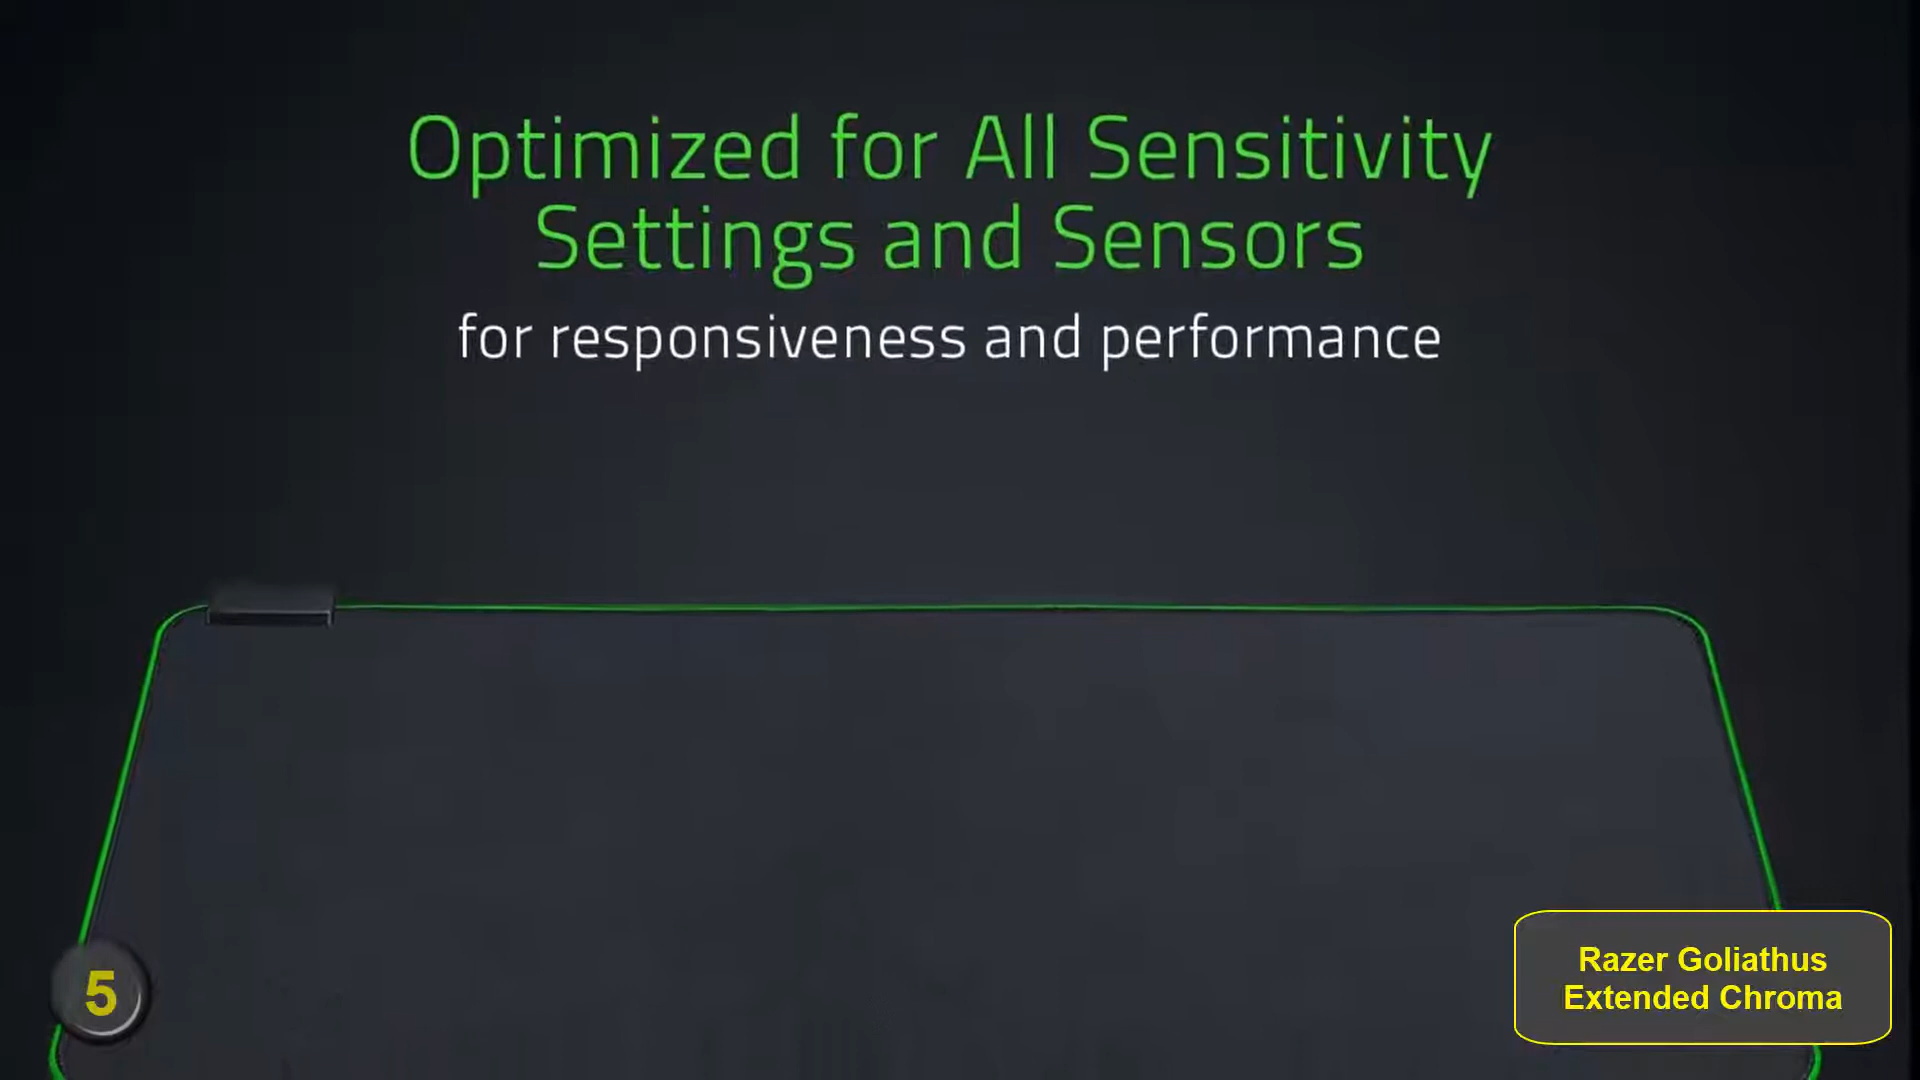 Optimized for All Sensitivity
Settings and Sensors
for responsiveness and performance
5
Razer Goliathus
Extended Chroma